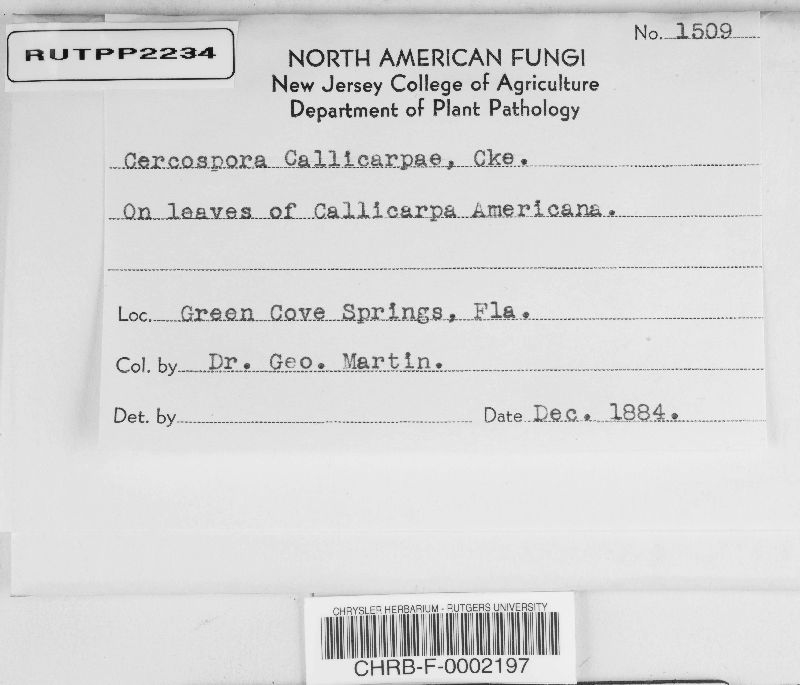 No. 1509
RUTPP2234
NORTH AMERICAN FUNGI
New Jersey College of Agriculture
Department of Plant Pathology
Cercospora Callicarpae, Cke.
On leaves of Callicarpa Americana.
Loc. Green Cove Springs, Fla.
Col. by Dr. Geo. Martin.
Det. by
Date Dec. 1884.
CHRYSLER HERBARIUM - RUTGERS UNIVERSITY
CHRB-F-0002197